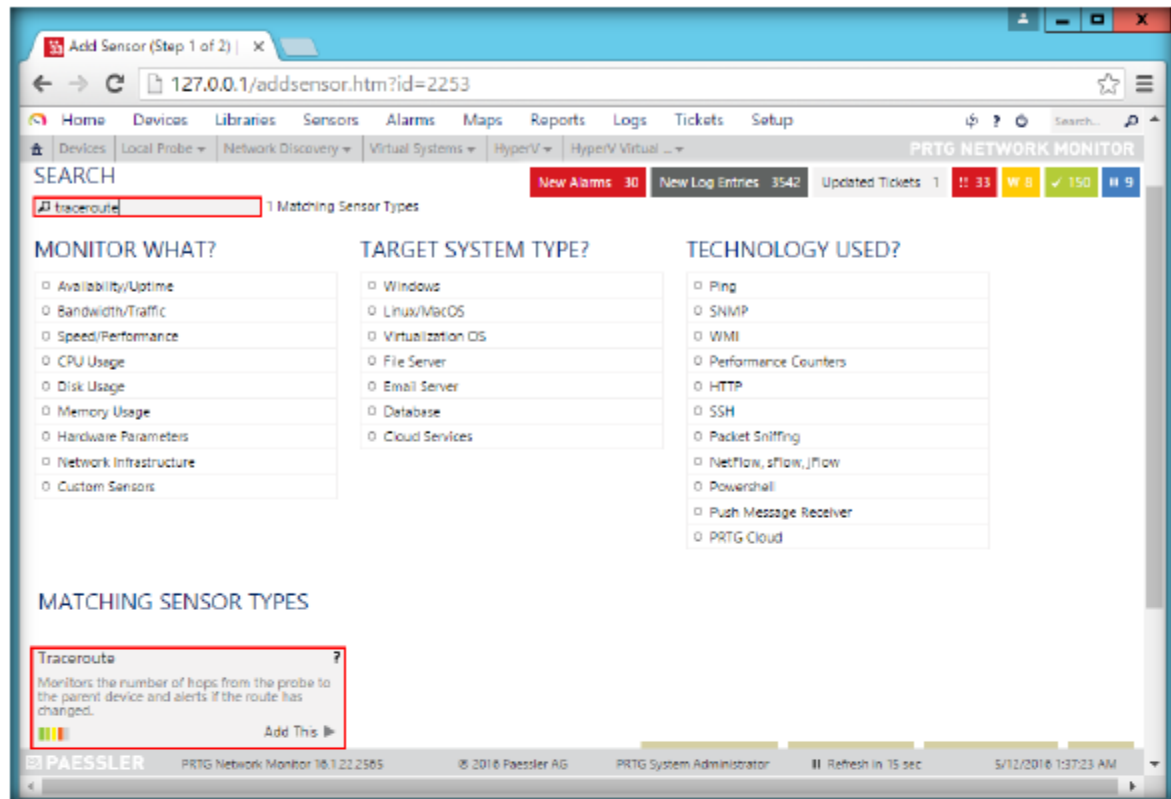 Add Sensor (Step 1 of 2) |
127.0.0.1/addsensor.htm?id=2253
Home Devices Libraries Sensors Alarms Maps Reports Logs Tickets Setup Search...
Devices Local Probe Network Discovery Virtual Systems HyperV HyperV Virtual ... PRTG NETWORK MONITOR
SEARCH
New Alarms 30 New Log Entries 3542 Updated Tickets 1 !! 33 W 8 150 9
traceroute 1 Matching Sensor Types
MONITOR WHAT?
Availability/Uptime
Bandwidth/Traffic
Speed/Performance
CPU Usage
Disk Usage
Memory Usage
Hardware Parameters
Network Infrastructure
Custom Sensors
TARGET SYSTEM TYPE?
Windows
Linux/MacOS
Virtualization OS
File Server
Email Server
Database
Cloud Services
TECHNOLOGY USED?
Ping
SNMP
WMI
Performance Counters
HTTP
SSH
Packet Sniffing
NetFlow, sFlow, jFlow
Powershell
Push Message Receiver
PRTG Cloud
MATCHING SENSOR TYPES
Traceroute ?
Monitors the number of hops from the probe to
the parent device and alerts if the route has
changed.
Add This
PAESSLER PRTG Network Monitor 16.1.22.2565 © 2016 Paessler AG PRTG System Administrator Refresh in 15 sec 5/12/2016 1:37:23 AM